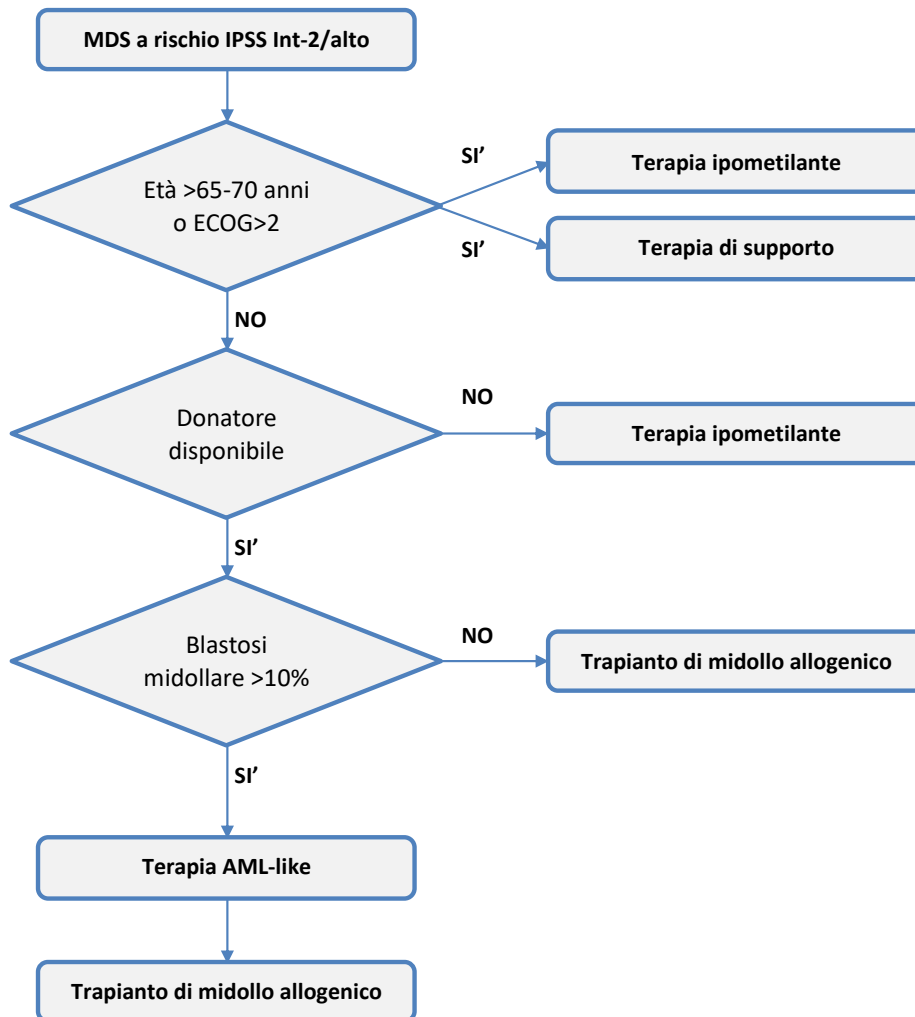 MDS a rischio IPSS Int-2/alto
Età >65-70 anni
o ECOG>2
SI’
Terapia ipometilante
SI’
Terapia di supporto
NO
Donatore
disponibile
NO
Terapia ipometilante
SI’
Blastosi
midollare >10%
NO
Trapianto di midollo allogenico
SI’
Terapia AML-like
Trapianto di midollo allogenico